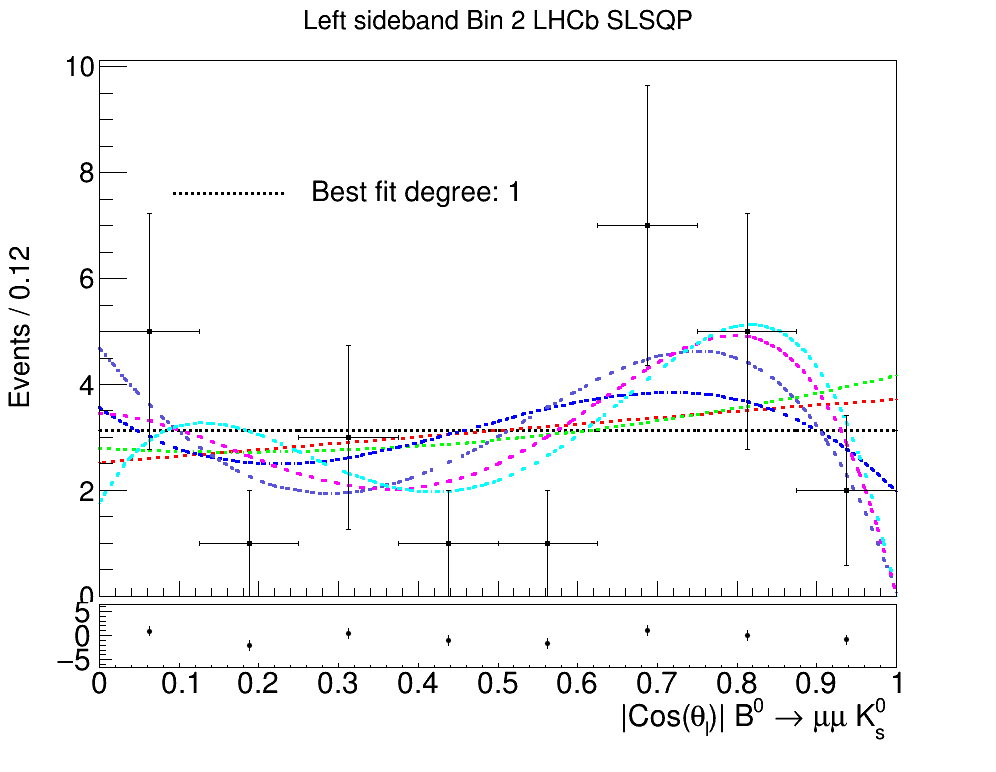 Left sideband Bin 2 LHCb SLSQP
10
8
6
4
2
0
Events / 0.12
Best fit degree: 1
5
0
−5
0 0.1 0.2 0.3 0.4 0.5 0.6 0.7 0.8 0.9 1
|Cos(θ_l)| B⁰ → μμ K_s⁰